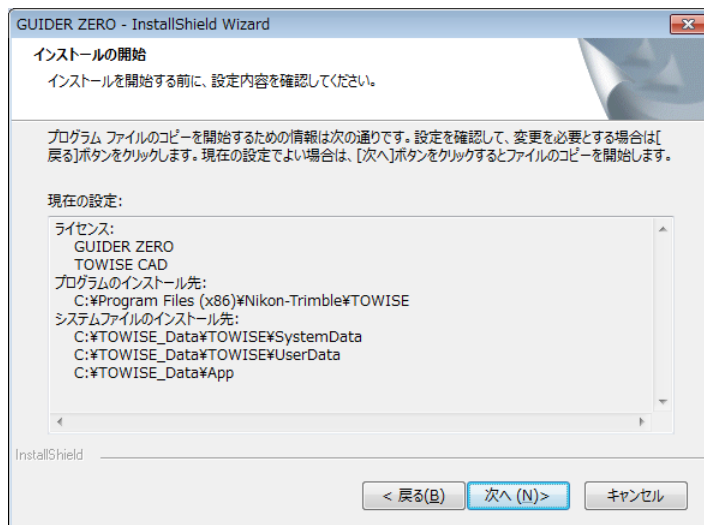 GUIDER ZERO - InstallShield Wizard
インストールの開始
インストールを開始する前に、設定内容を確認してください。
プログラム ファイルのコピーを開始するための情報は次の通りです。設定を確認して、変更を必要とする場合は[
戻る]ボタンをクリックします。現在の設定でよい場合は、[次へ]ボタンをクリックするとファイルのコピーを開始します。
現在の設定:
ライセンス:
GUIDER ZERO
TOWISE CAD
プログラムのインストール先:
C:¥Program Files (x86)¥Nikon-Trimble¥TOWISE
システムファイルのインストール先:
C:¥TOWISE_Data¥TOWISE¥SystemData
C:¥TOWISE_Data¥TOWISE¥UserData
C:¥TOWISE_Data¥App
InstallShield
< 戻る(B) 次へ (N)> キャンセル